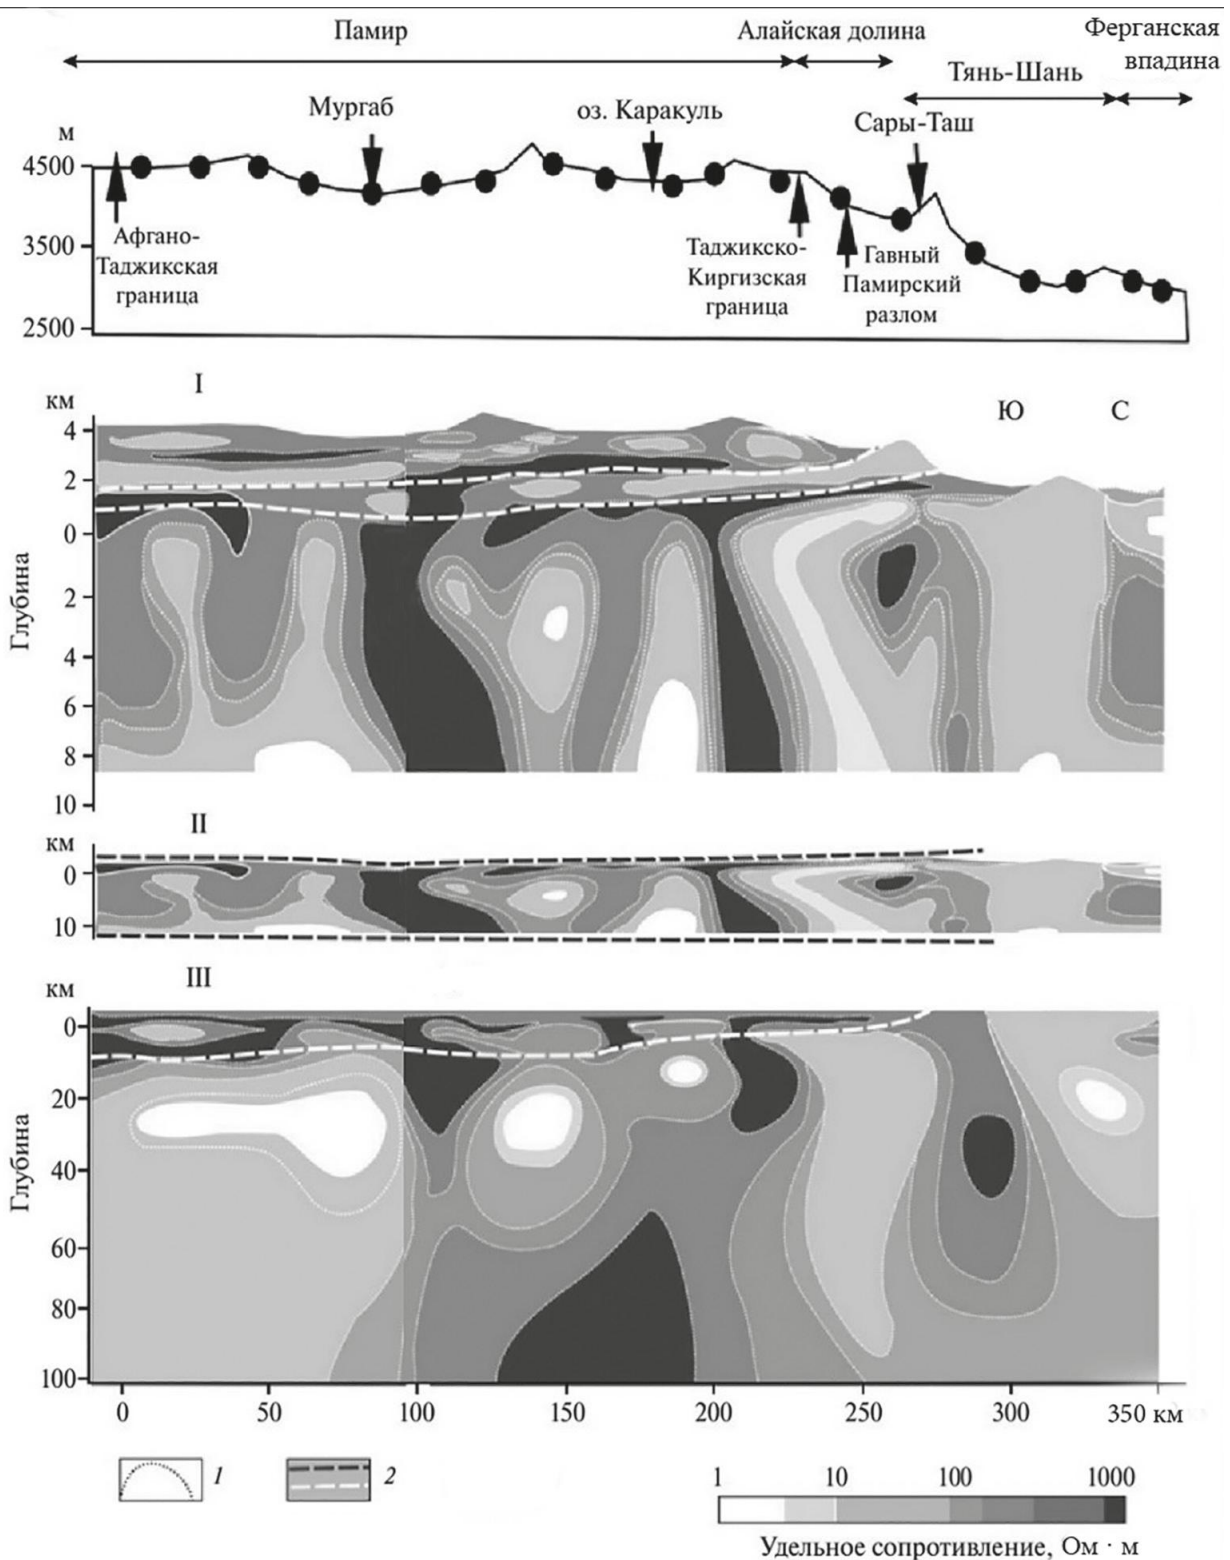 Памир
Алайская долина
Ферганская
впадина
Тянь-Шань
Мургаб
оз. Каракуль
Сары-Таш
м
4500
3500
2500
Афгано-
Таджикская
граница
Таджикско-
Киргизская
граница
Гавный
Памирский
разлом
I
Ю
С
км
4
2
0
2
4
6
8
10
Глубина
II
км
0
10
III
км
0
20
40
60
80
100
Глубина
0 50 100 150 200 250 300 350 км
1
2
1 10 100 1000
Удельное сопротивление, Ом · м